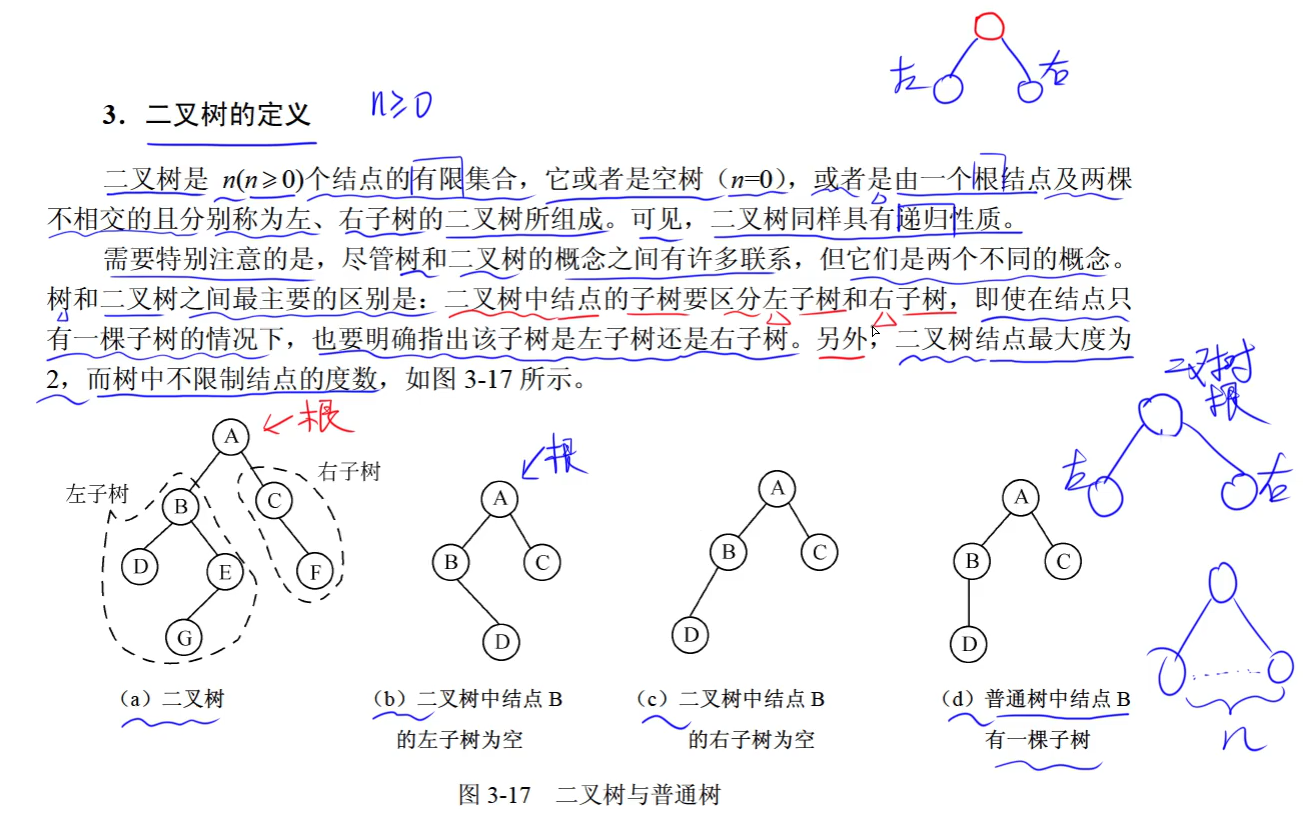 左 右
3．二叉树的定义 n≥0
二叉树是 n(n≥0)个结点的有限集合，它或者是空树（n=0），或者是由一个根结点及两棵
不相交的且分别称为左、右子树的二叉树所组成。可见，二叉树同样具有递归性质。
需要特别注意的是，尽管树和二叉树的概念之间有许多联系，但它们是两个不同的概念。
树和二叉树之间最主要的区别是：二叉树中结点的子树要区分左子树和右子树，即使在结点只
有一棵子树的情况下，也要明确指出该子树是左子树还是右子树。另外，二叉树结点最大度为
2，而树中不限制结点的度数，如图 3-17 所示。
二叉树
根
左 右
n
A 根
左子树 右子树
B C
D E F
G
A 根
B C
D
A
B C
D
A
B C
D
（a）二叉树
（b）二叉树中结点 B
的左子树为空
（c）二叉树中结点 B
的右子树为空
（d）普通树中结点 B
有一棵子树
图 3-17 二叉树与普通树